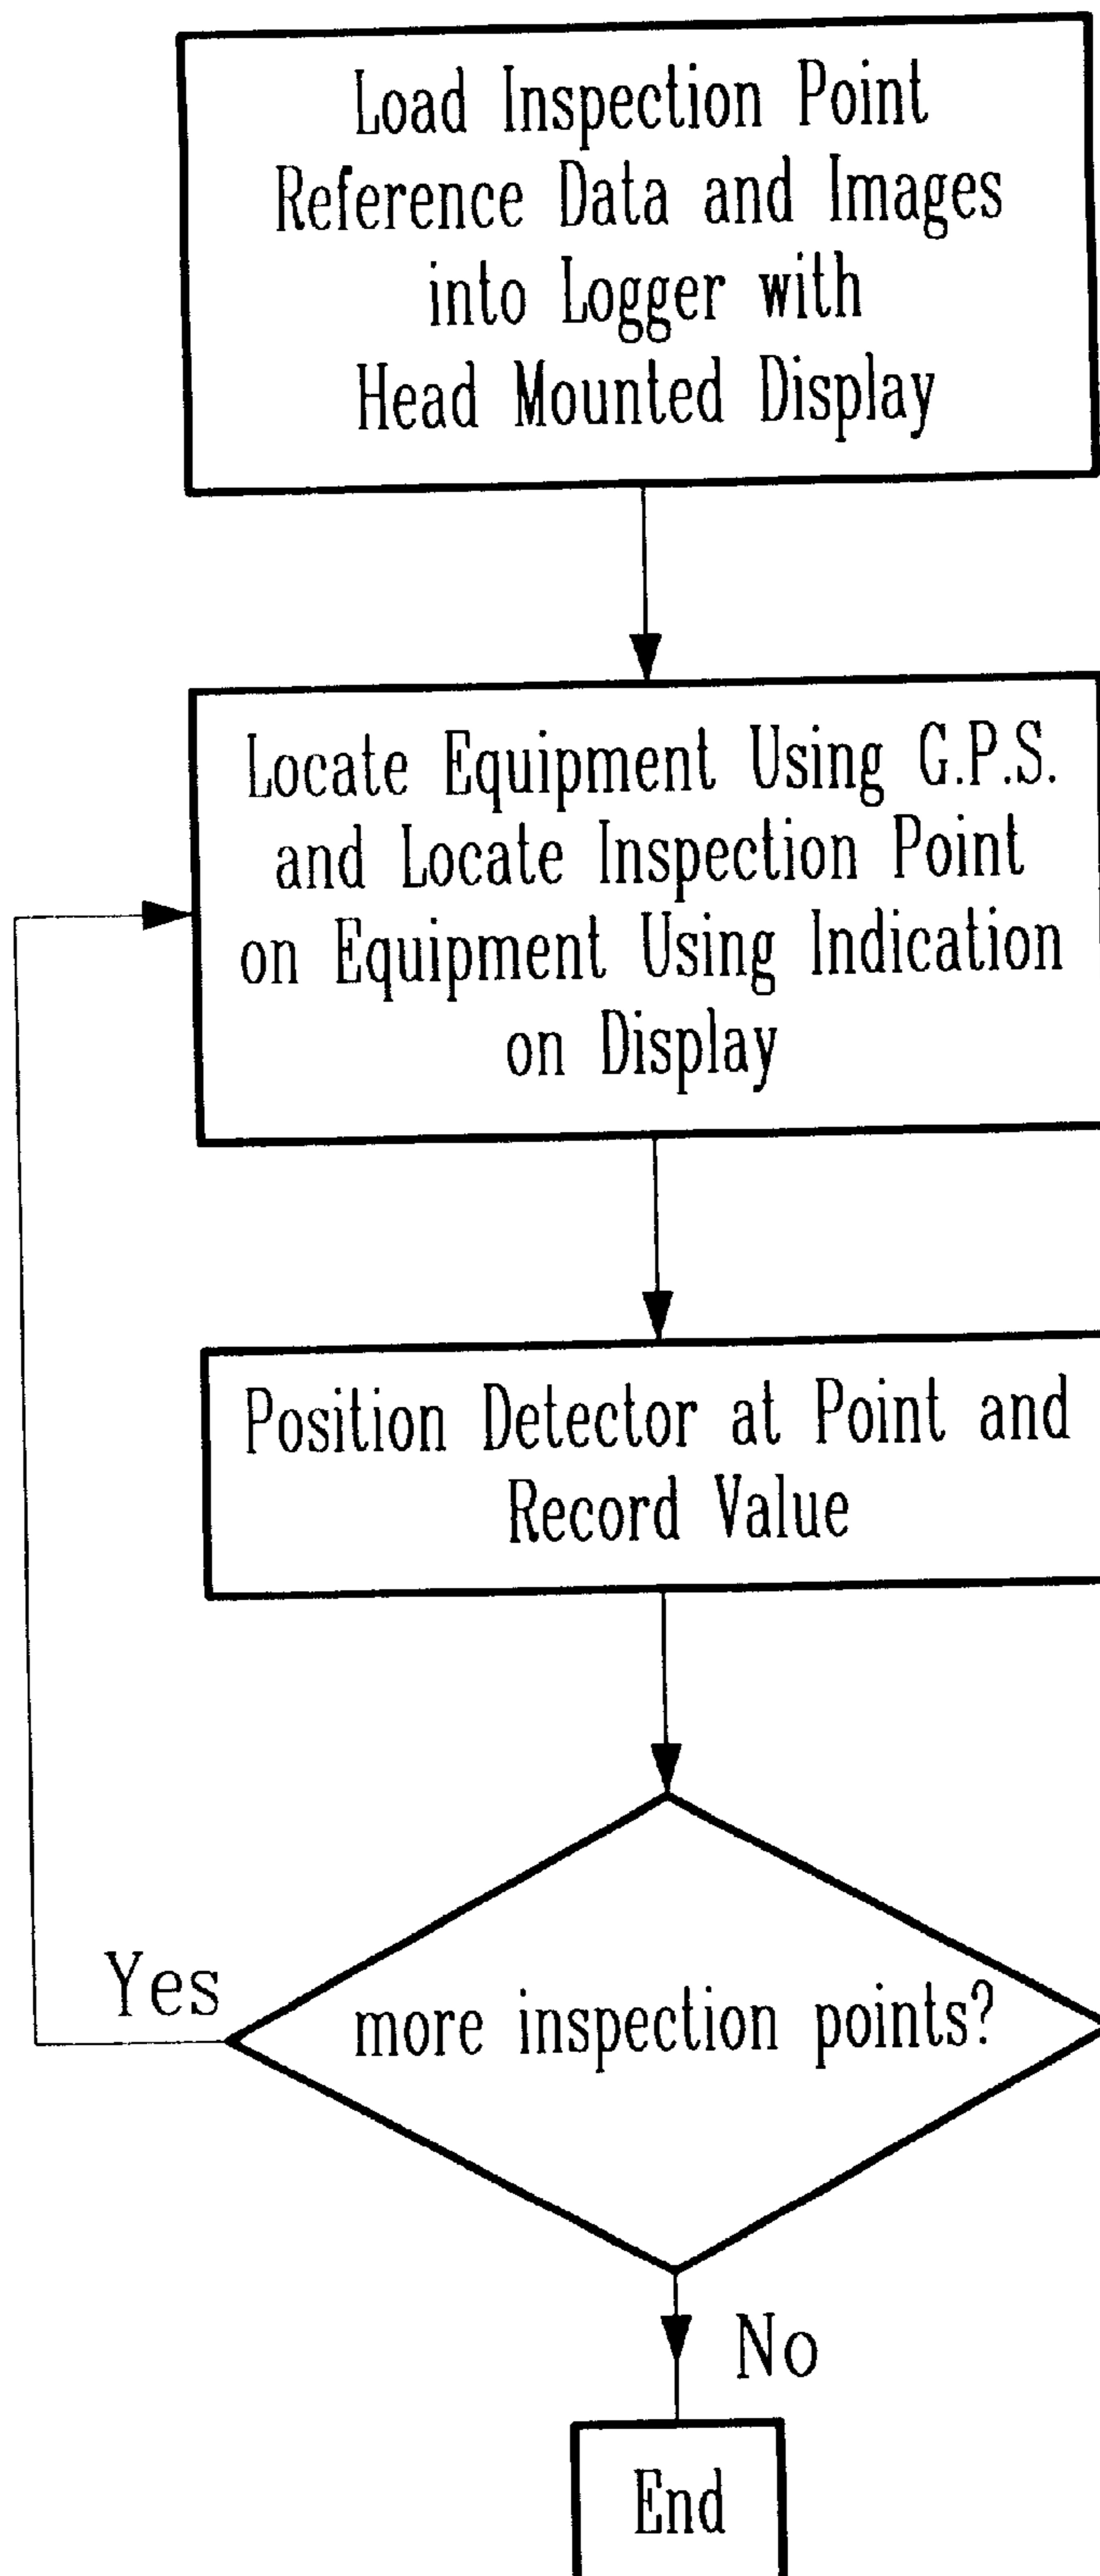 Load Inspection Point
Reference Data and Images
into Logger with
Head Mounted Display
Locate Equipment Using G.P.S.
and Locate Inspection Point
on Equipment Using Indication
on Display
Position Detector at Point and
Record Value
Yes
more inspection points?
No
End